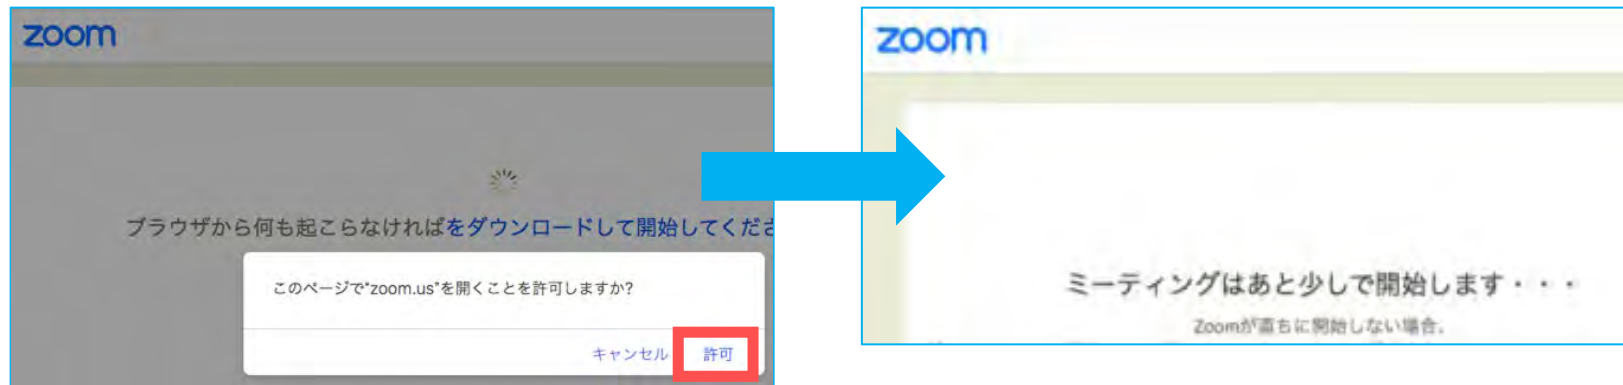 zoom
ブラウザから何も起こらなければをダウンロードして開始してくださ
このページで"zoom.us"を開くことを許可しますか?
キャンセル 許可
zoom
ミーティングはあと少しで開始します・・・
Zoomが直ちに開始しない場合、